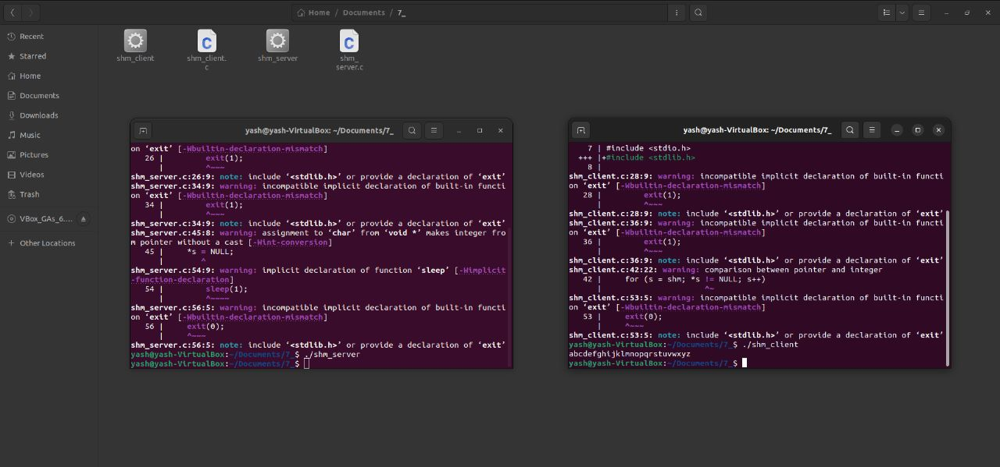 Home / Documents / 7_
Recent
Starred
Home
Documents
Downloads
Music
Pictures
Videos
Trash
VBox_GAs_6....
+ Other Locations
shm_client
shm_client.
c
shm_server
shm_
server.c
yash@yash-VirtualBox: ~/Documents/7_
on ‘exit’ [-Wbuiltin-declaration-mismatch]
26 |         exit(1);
|         ^~~~
shm_server.c:26:9: note: include ‘<stdlib.h>’ or provide a declaration of ‘exit’
shm_server.c:34:9: warning: incompatible implicit declaration of built-in functi
on ‘exit’ [-Wbuiltin-declaration-mismatch]
34 |         exit(1);
|         ^~~~
shm_server.c:34:9: note: include ‘<stdlib.h>’ or provide a declaration of ‘exit’
shm_server.c:45:8: warning: assignment to ‘char’ from ‘void *’ makes integer fro
m pointer without a cast [-Wint-conversion]
45 |     *s = NULL;
|        ^
shm_server.c:54:9: warning: implicit declaration of function ‘sleep’ [-Wimplicit
-function-declaration]
54 |         sleep(1);
|         ^~~~~
shm_server.c:56:5: warning: incompatible implicit declaration of built-in functi
on ‘exit’ [-Wbuiltin-declaration-mismatch]
56 |     exit(0);
|     ^~~~
shm_server.c:56:5: note: include ‘<stdlib.h>’ or provide a declaration of ‘exit’
yash@yash-VirtualBox:~/Documents/7_$ ./shm_server
yash@yash-VirtualBox:~/Documents/7_$
yash@yash-VirtualBox: ~/Documents/7_
7 | #include <stdio.h>
+++ |+#include <stdlib.h>
8 |
shm_client.c:28:9: warning: incompatible implicit declaration of built-in functi
on ‘exit’ [-Wbuiltin-declaration-mismatch]
28 |         exit(1);
|         ^~~~
shm_client.c:28:9: note: include ‘<stdlib.h>’ or provide a declaration of ‘exit’
shm_client.c:36:9: warning: incompatible implicit declaration of built-in functi
on ‘exit’ [-Wbuiltin-declaration-mismatch]
36 |         exit(1);
|         ^~~~
shm_client.c:36:9: note: include ‘<stdlib.h>’ or provide a declaration of ‘exit’
shm_client.c:42:22: warning: comparison between pointer and integer
42 |     for (s = shm; *s != NULL; s++)
|                      ^~
shm_client.c:53:5: warning: incompatible implicit declaration of built-in functi
on ‘exit’ [-Wbuiltin-declaration-mismatch]
53 |     exit(0);
|     ^~~~
shm_client.c:53:5: note: include ‘<stdlib.h>’ or provide a declaration of ‘exit’
yash@yash-VirtualBox:~/Documents/7_$ ./shm_client
abcdefghijklmnopqrstuvwxyz
yash@yash-VirtualBox:~/Documents/7_$